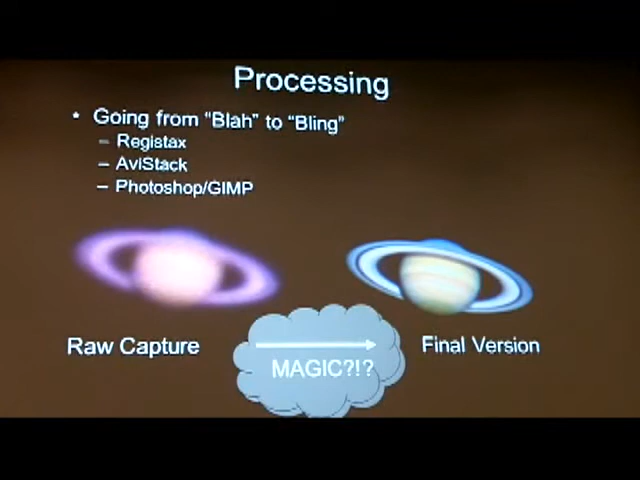 Processing
• Going from "Blah" to "Bling"
– Registax
– AviStack
– Photoshop/GIMP
Raw Capture
MAGIC?!?
Final Version